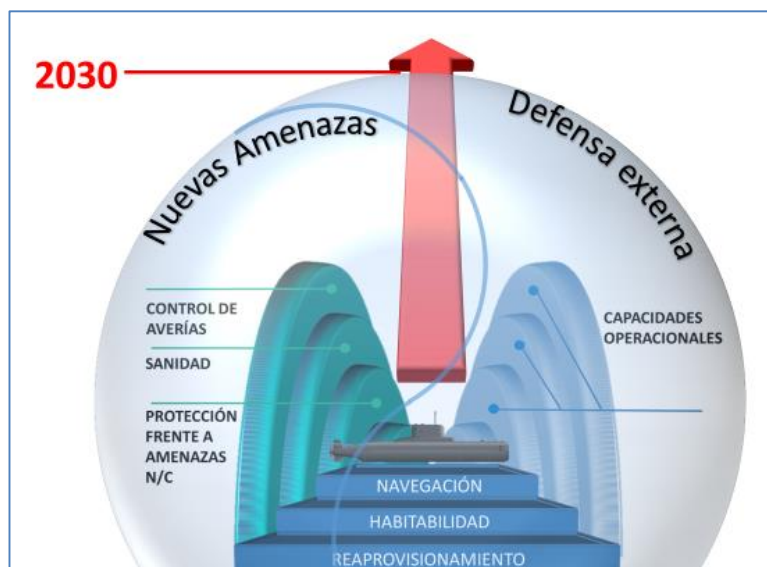 2030
Nuevas Amenazas
Defensa externa
CONTROL DE
AVERÍAS
SANIDAD
PROTECCIÓN
FRENTE A
AMENAZAS
N/C
CAPACIDADES
OPERACIONALES
NAVEGACIÓN
HABITABILIDAD
REAPROVISIONAMIENTO